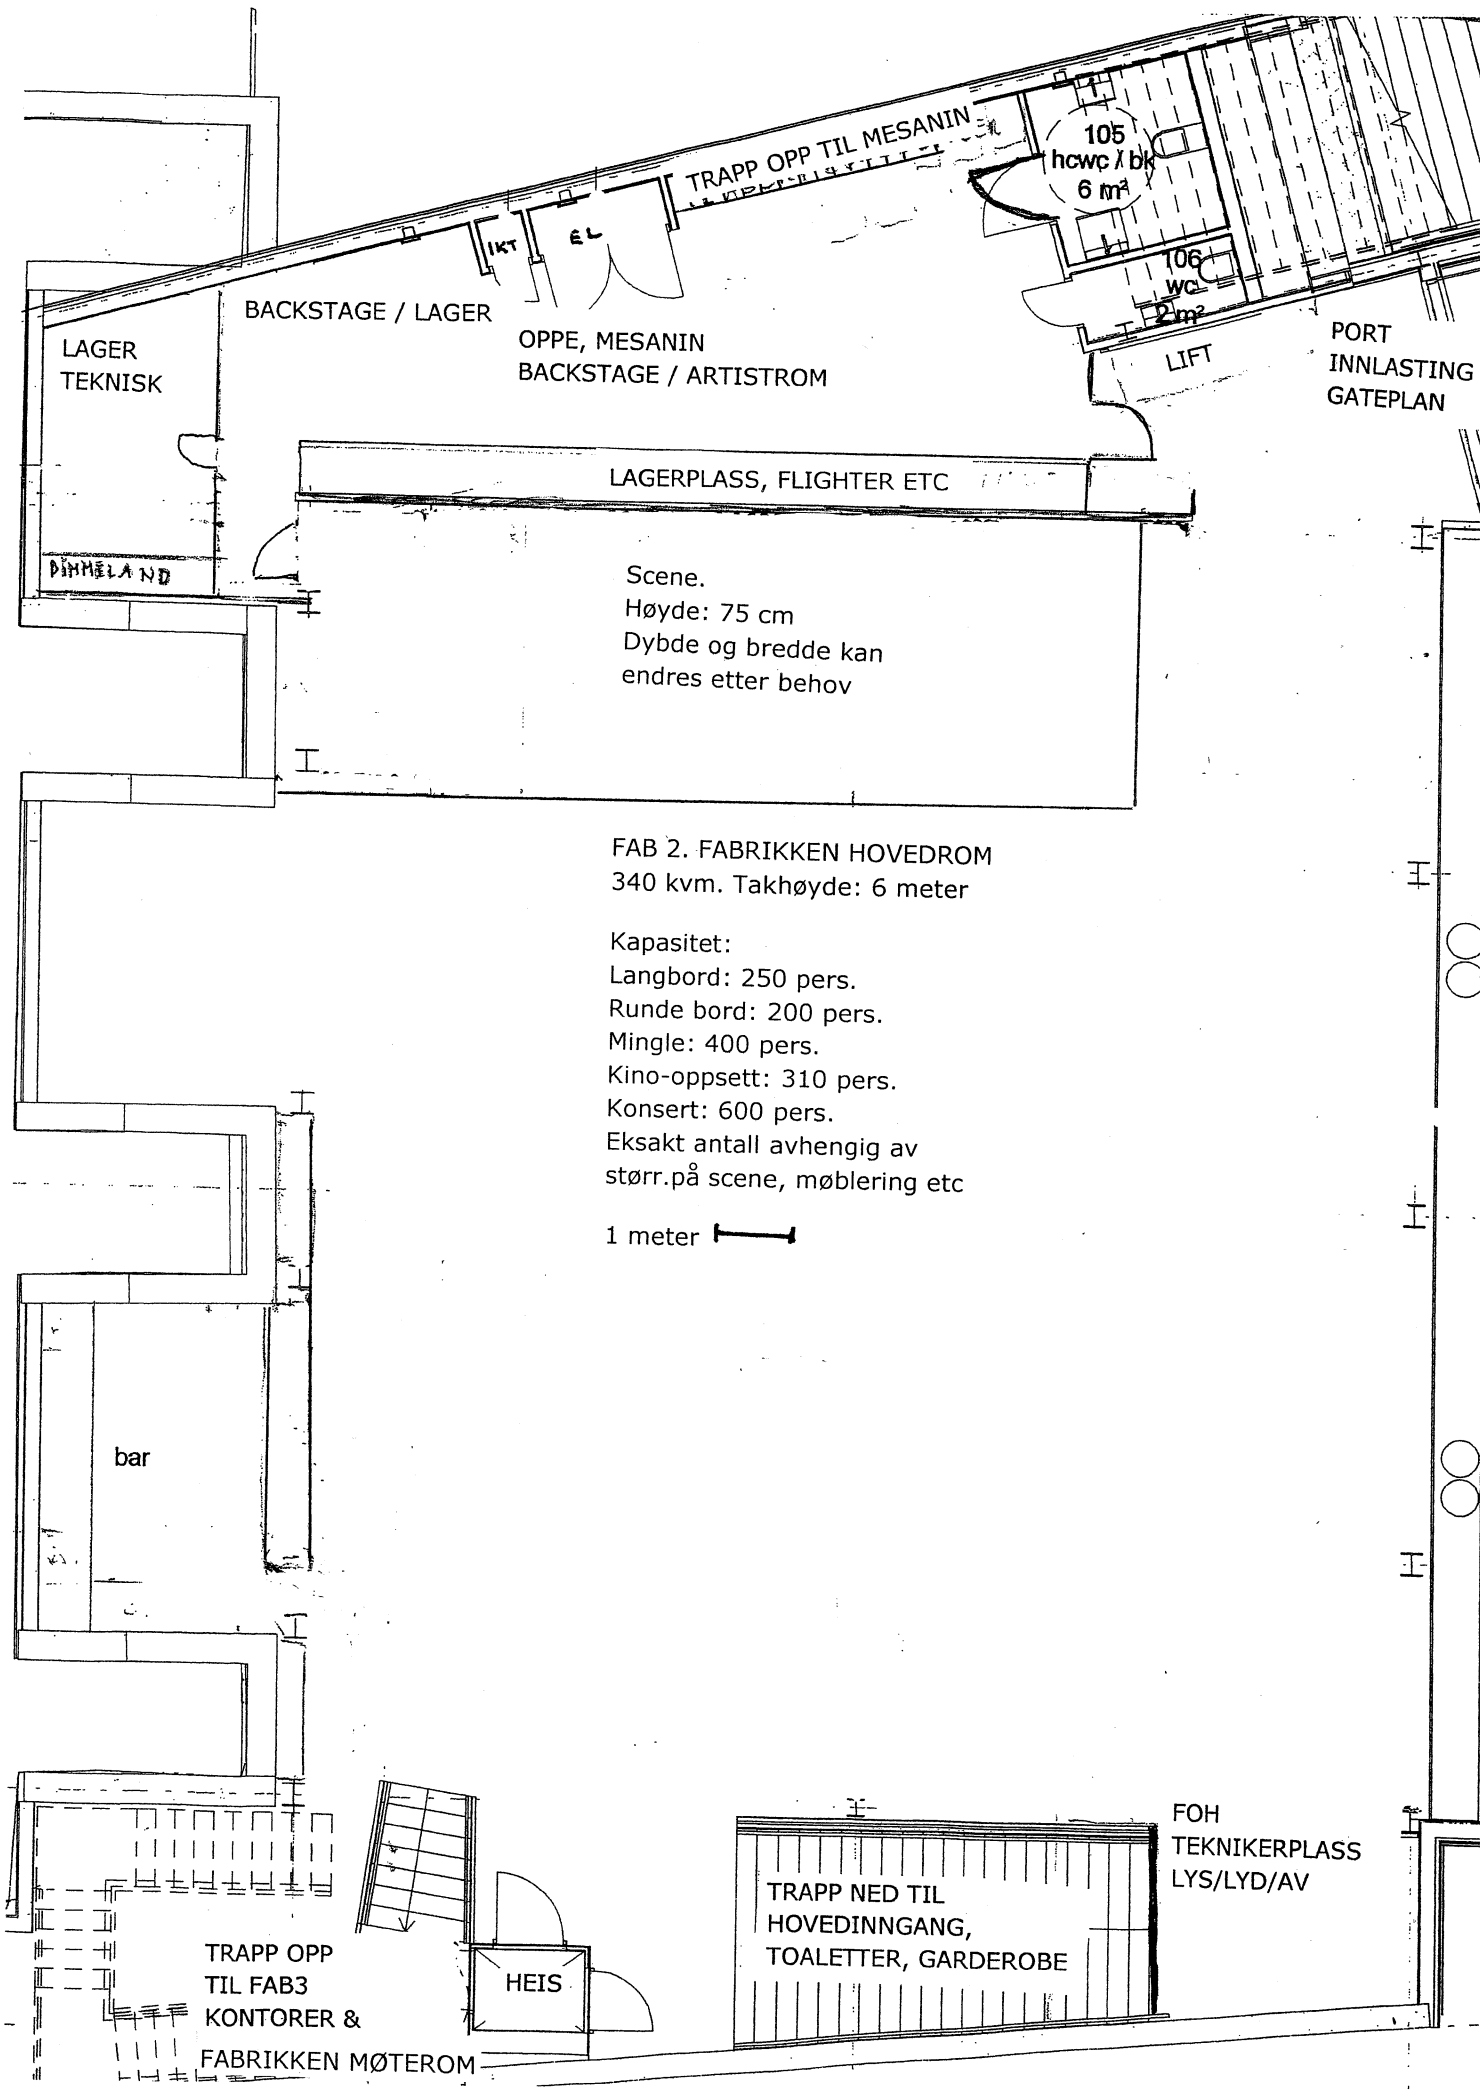 TRAPP OPP TIL MESANIN
105
hcwc / bk
6 m²
IKT
EL
106
wc
2 m²
BACKSTAGE / LAGER
OPPE, MESANIN
BACKSTAGE / ARTISTROM
LAGER
TEKNISK
LIFT
PORT
INNLASTING
GATEPLAN
LAGERPLASS, FLIGHTER ETC
DIMMELAND
Scene.
Høyde: 75 cm
Dybde og bredde kan
endres etter behov
FAB 2. FABRIKKEN HOVEDROM
340 kvm. Takhøyde: 6 meter
Kapasitet:
Langbord: 250 pers.
Runde bord: 200 pers.
Mingle: 400 pers.
Kino-oppsett: 310 pers.
Konsert: 600 pers.
Eksakt antall avhengig av
størr.på scene, møblering etc
1 meter
bar
FOH
TEKNIKERPLASS
LYS/LYD/AV
TRAPP NED TIL
HOVEDINNGANG,
TOALETTER, GARDEROBE
HEIS
TRAPP OPP
TIL FAB3
KONTORER &
FABRIKKEN MØTEROM